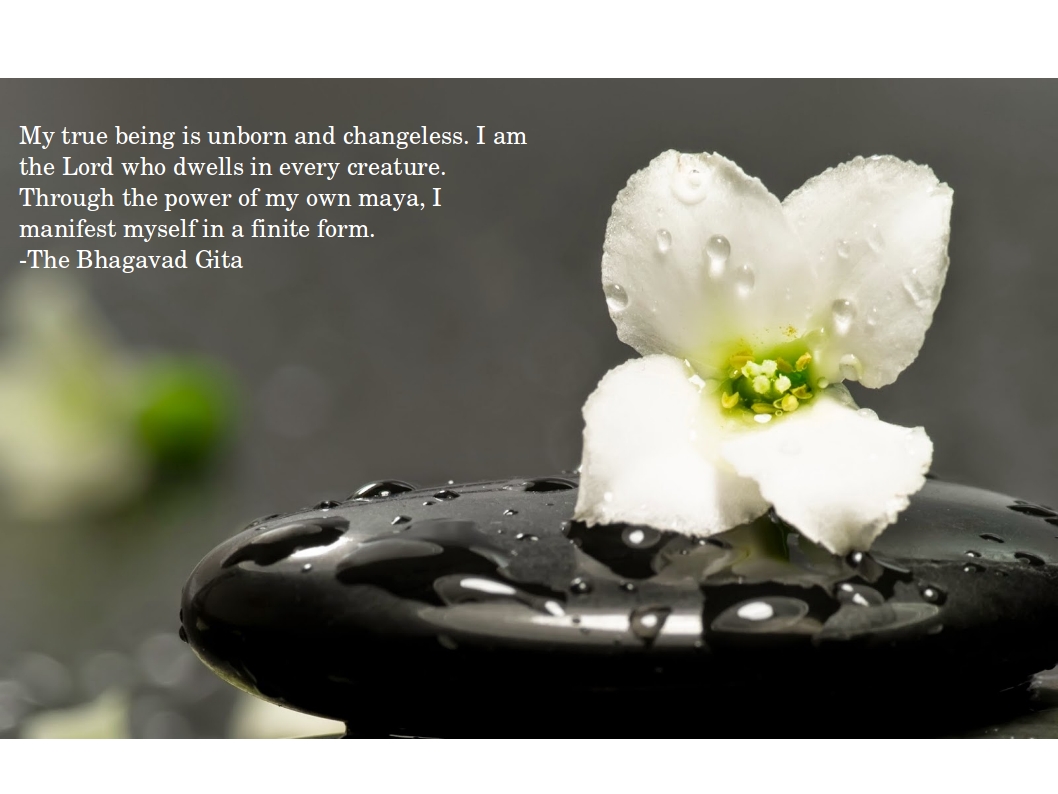 My true being is unborn and changeless. I am
the Lord who dwells in every creature.
Through the power of my own maya, I
manifest myself in a finite form.
-The Bhagavad Gita